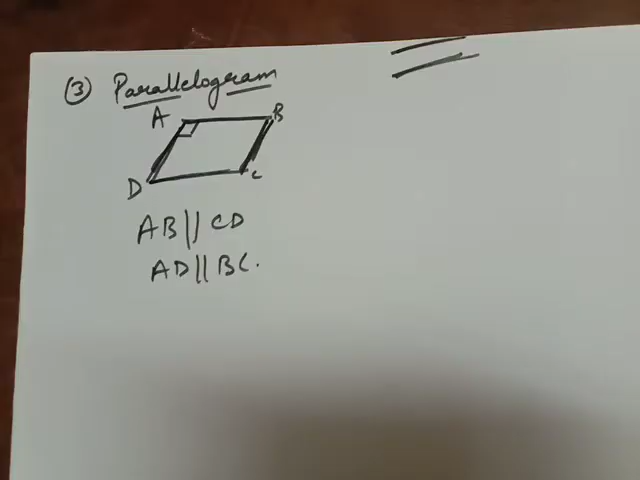 ③ Parallelogram
A B
D C
AB || CD
AD || BC.